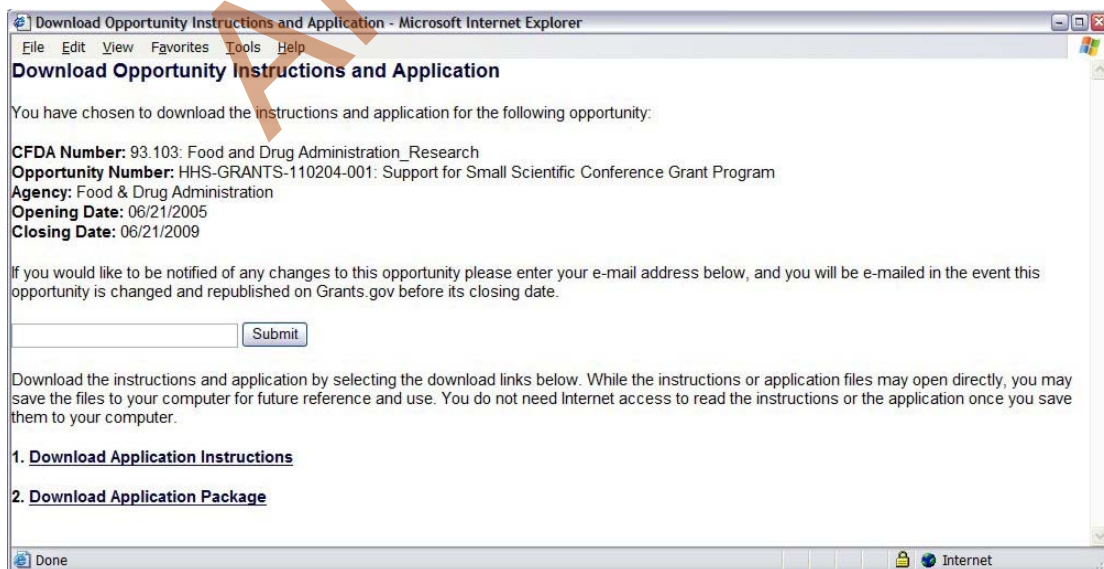 Download Opportunity Instructions and Application - Microsoft Internet Explorer
File Edit View Favorites Tools Help
Download Opportunity Instructions and Application
You have chosen to download the instructions and application for the following opportunity:
CFDA Number: 93.103: Food and Drug Administration_Research
Opportunity Number: HHS-GRANTS-110204-001: Support for Small Scientific Conference Grant Program
Agency: Food & Drug Administration
Opening Date: 06/21/2005
Closing Date: 06/21/2009
If you would like to be notified of any changes to this opportunity please enter your e-mail address below, and you will be e-mailed in the event this
opportunity is changed and republished on Grants.gov before its closing date.
Submit
Download the instructions and application by selecting the download links below. While the instructions or application files may open directly, you may
save the files to your computer for future reference and use. You do not need Internet access to read the instructions or the application once you save
them to your computer.
1. Download Application Instructions
2. Download Application Package
Done Internet